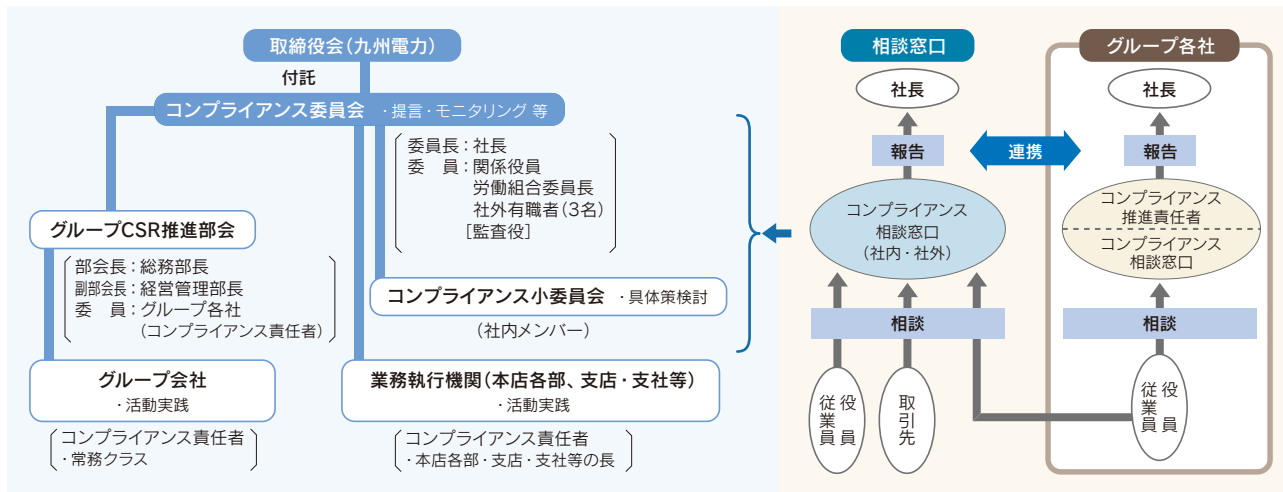 取締役会(九州電力)
付託
コンプライアンス委員会 ・提言・モニタリング 等
委員長：社長
委　員：関係役員
労働組合委員長
社外有識者(3名)
[監査役]
グループCSR推進部会
部会長：総務部長
副部会長：経営管理部長
委　員：グループ各社
(コンプライアンス責任者)
コンプライアンス小委員会 ・具体策検討
(社内メンバー)
グループ会社
・活動実践
コンプライアンス責任者
・常務クラス
業務執行機関(本店各部、支店・支社等)
・活動実践
コンプライアンス責任者
・本店各部・支店・支社等の長
相談窓口
社長
報告
コンプライアンス
相談窓口
(社内・社外)
相談
役員
従業員
取引先
連携
グループ各社
社長
報告
コンプライアンス
推進責任者
コンプライアンス
相談窓口
相談
役員
従業員